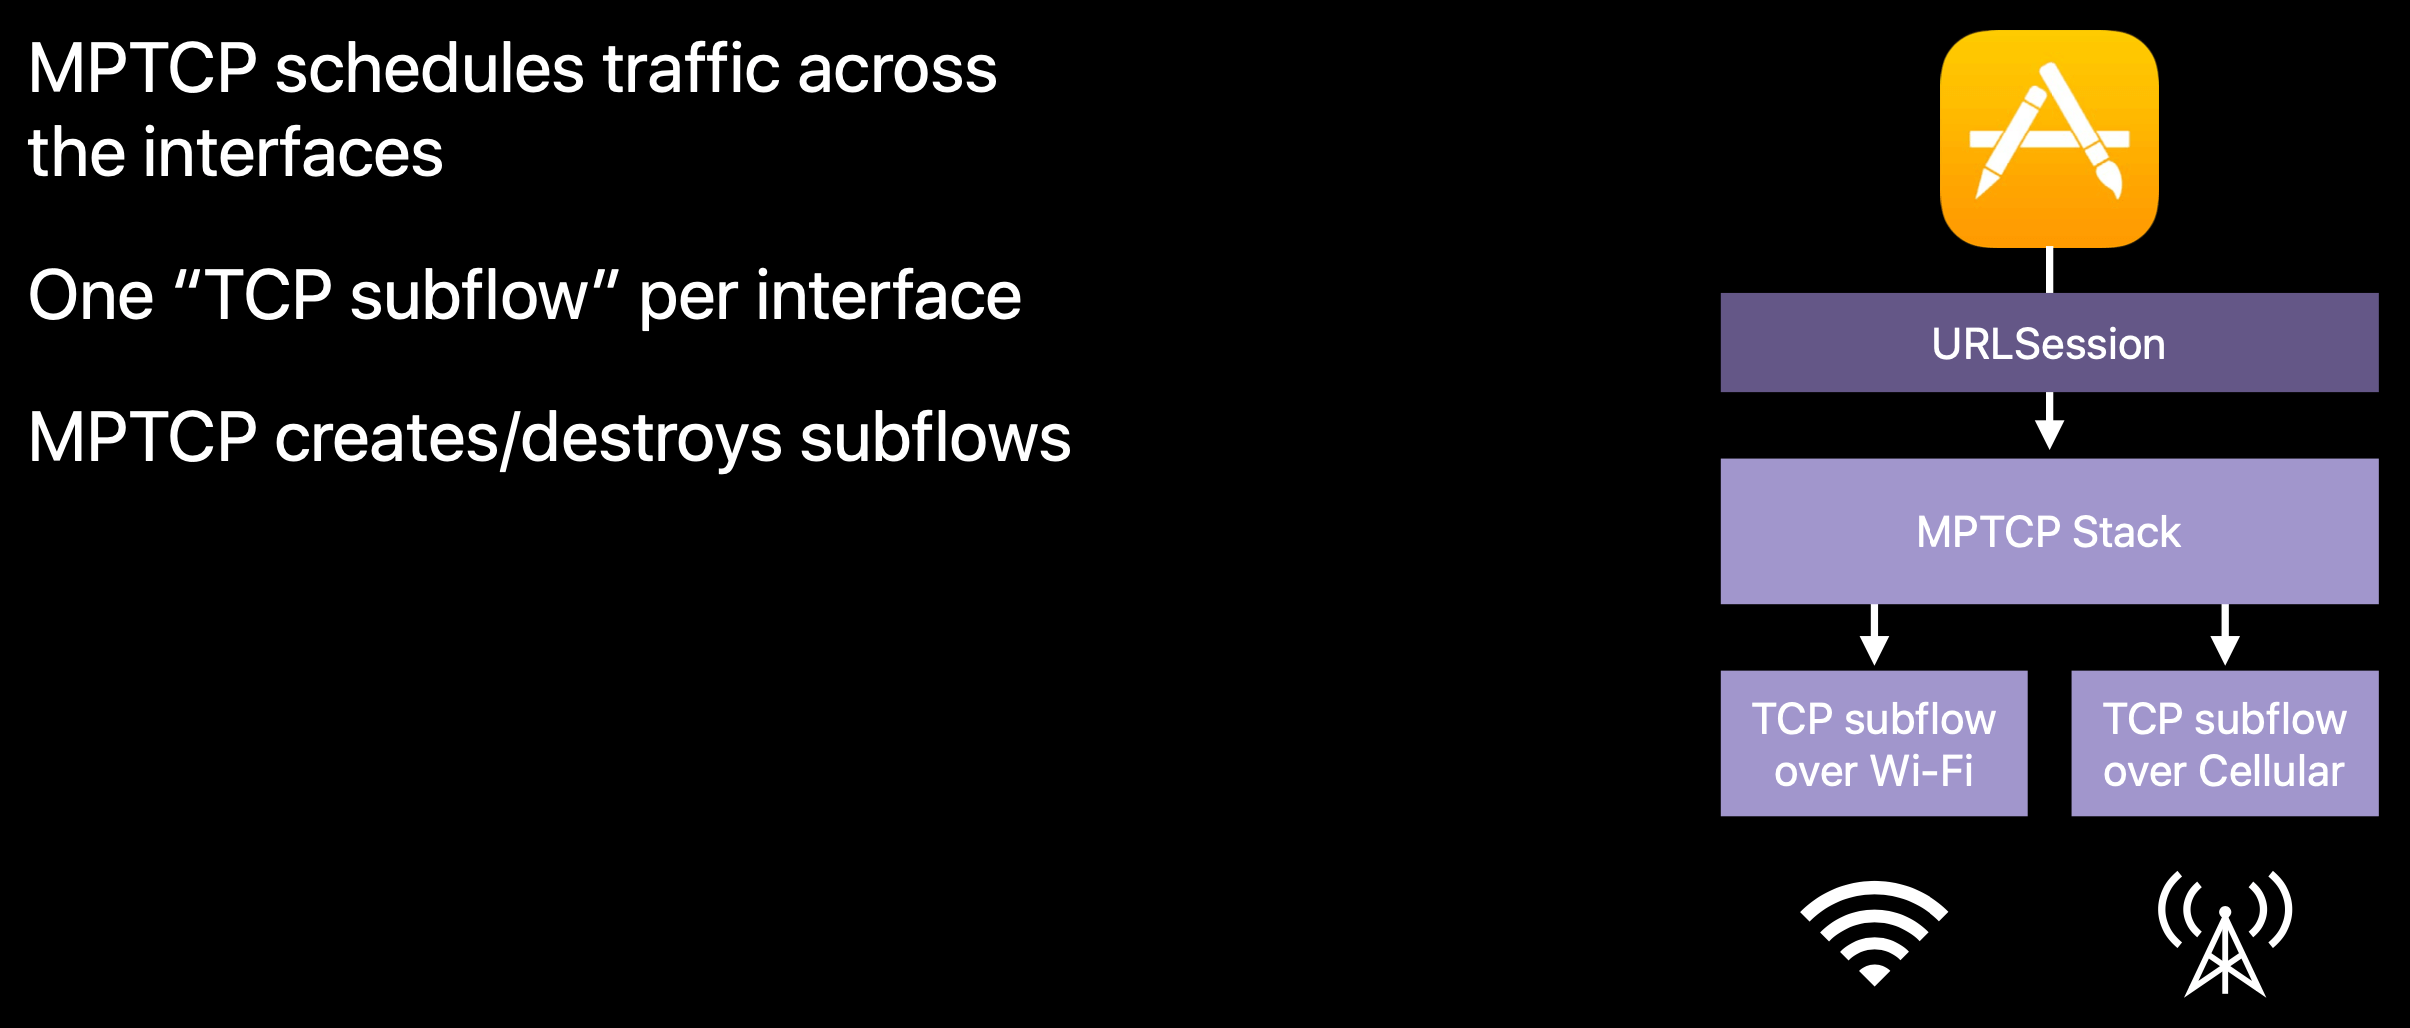 MPTCP schedules traffic across
the interfaces
One “TCP subflow” per interface
MPTCP creates/destroys subflows
URLSession
MPTCP Stack
TCP subflow
over Wi-Fi
TCP subflow
over Cellular